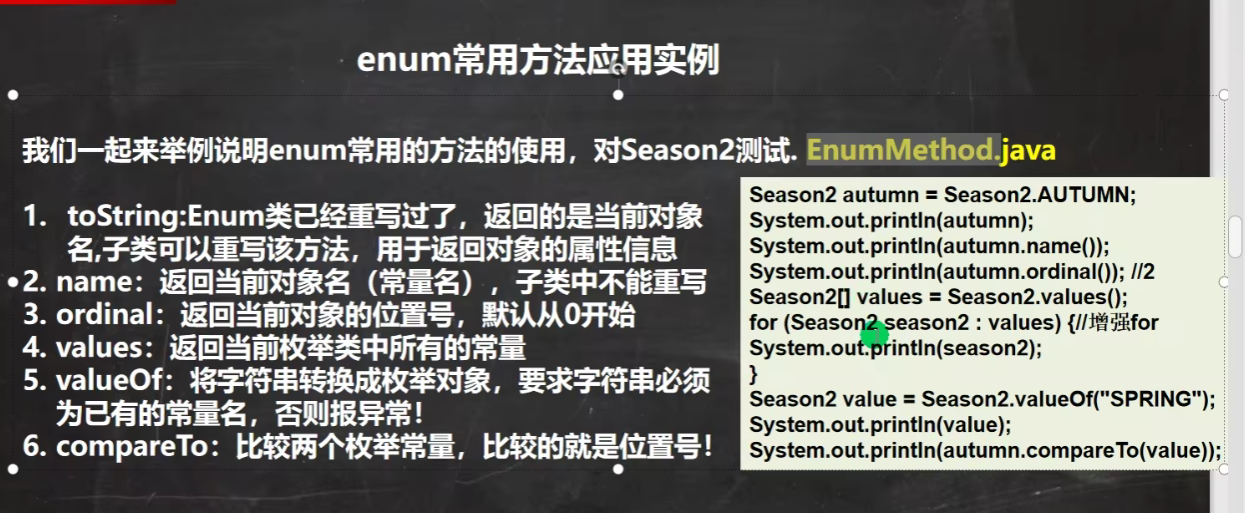 enum常用方法应用实例
我们一起来举例说明enum常用的方法的使用，对Season2测试. EnumMethod.java
1. toString:Enum类已经重写过了，返回的是当前对象
名,子类可以重写该方法，用于返回对象的属性信息
2. name：返回当前对象名（常量名），子类中不能重写
3. ordinal：返回当前对象的位置号，默认从0开始
4. values：返回当前枚举类中所有的常量
5. valueOf：将字符串转换成枚举对象，要求字符串必须
为已有的常量名，否则报异常！
6. compareTo：比较两个枚举常量，比较的就是位置号！
Season2 autumn = Season2.AUTUMN;
System.out.println(autumn);
System.out.println(autumn.name());
System.out.println(autumn.ordinal()); //2
Season2[] values = Season2.values();
for (Season2 season2 : values) {//增强for
System.out.println(season2);
}
Season2 value = Season2.valueOf("SPRING");
System.out.println(value);
System.out.println(autumn.compareTo(value));